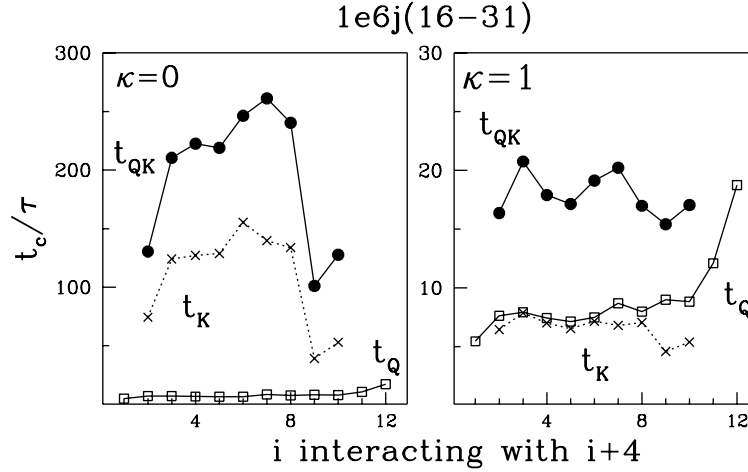 1e6j(16−31)
κ=0
κ=1
300
200
100
30
20
10
0
t_c/τ
t_QK
t_K
t_Q
t_QK
t_K
t_Q
4 8 12
4 8 12
i interacting with i+4